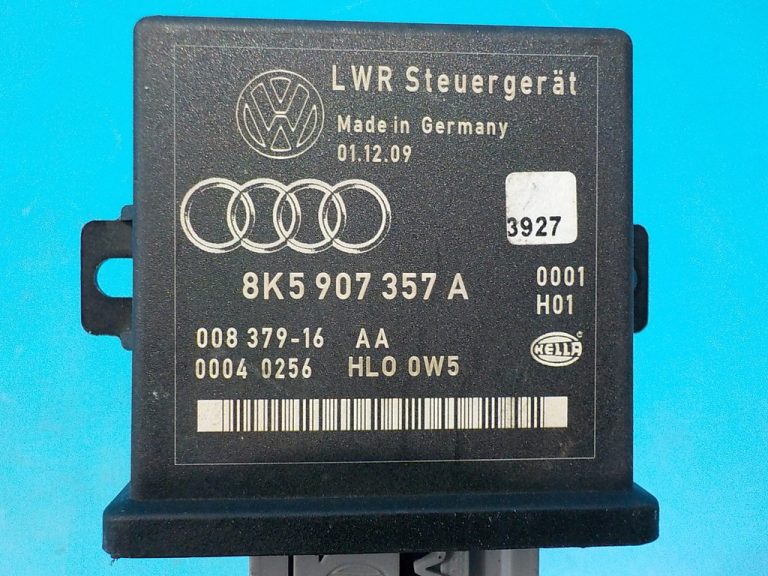 LWR Steuergerät
Made in Germany
01.12.09
3927
8K5 907 357 A
0001
H01
008 379-16 AA
0004 0256 HLO 0W5
HELLA